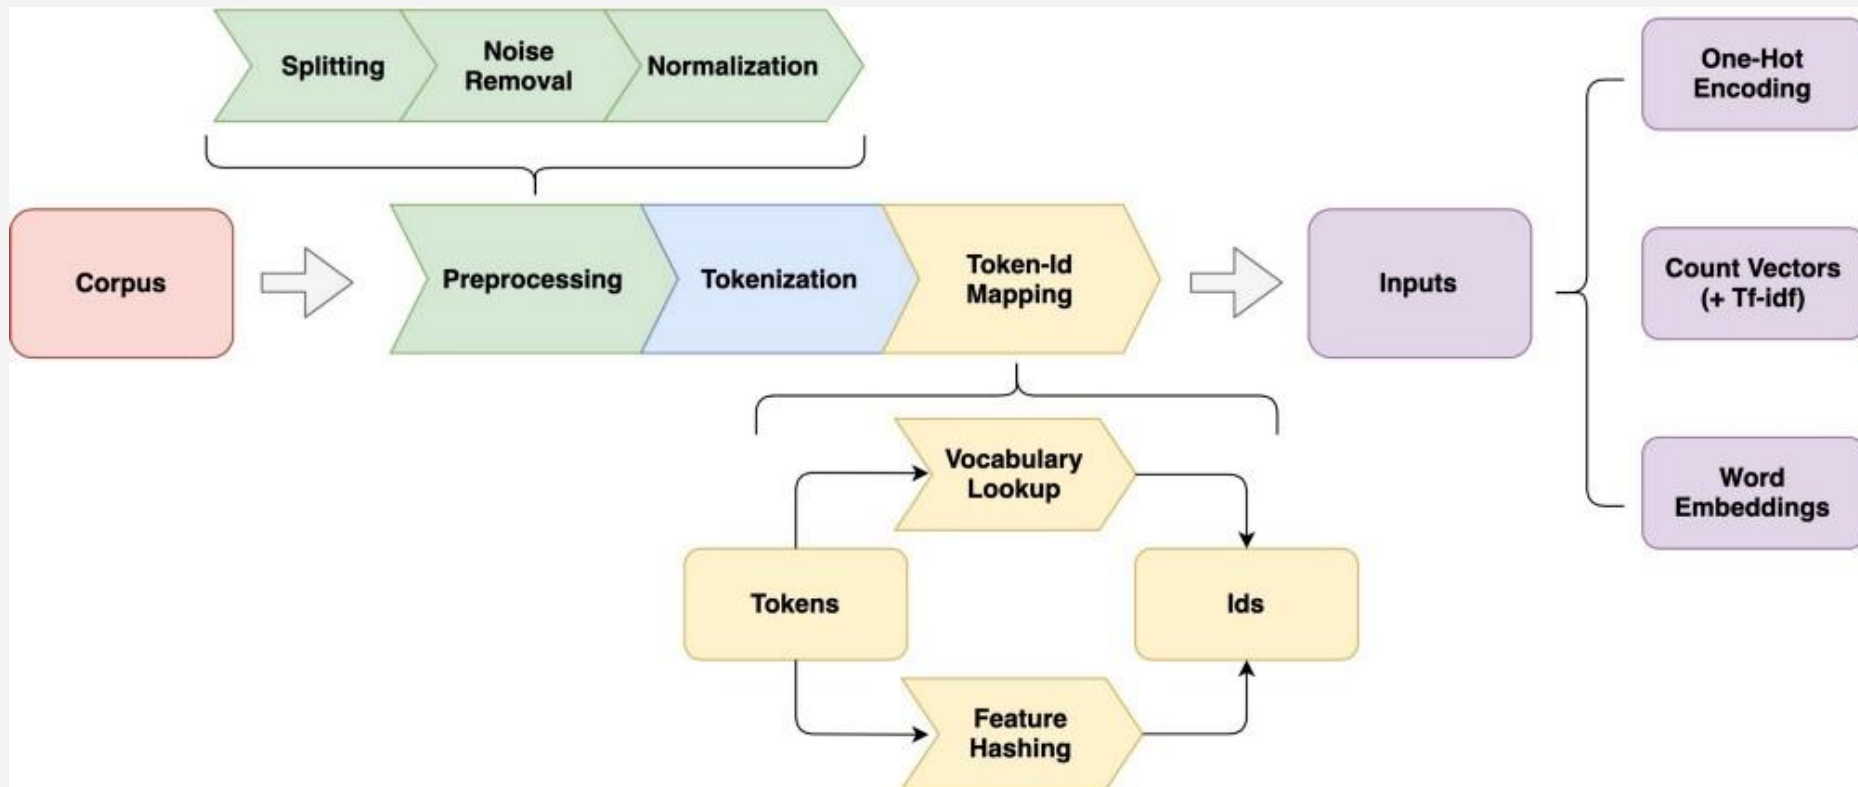 Splitting
Noise
Removal
Normalization
One-Hot
Encoding
Corpus
Preprocessing
Tokenization
Token-Id
Mapping
Inputs
Count Vectors
(+ Tf-idf)
Vocabulary
Lookup
Word
Embeddings
Tokens
Ids
Feature
Hashing